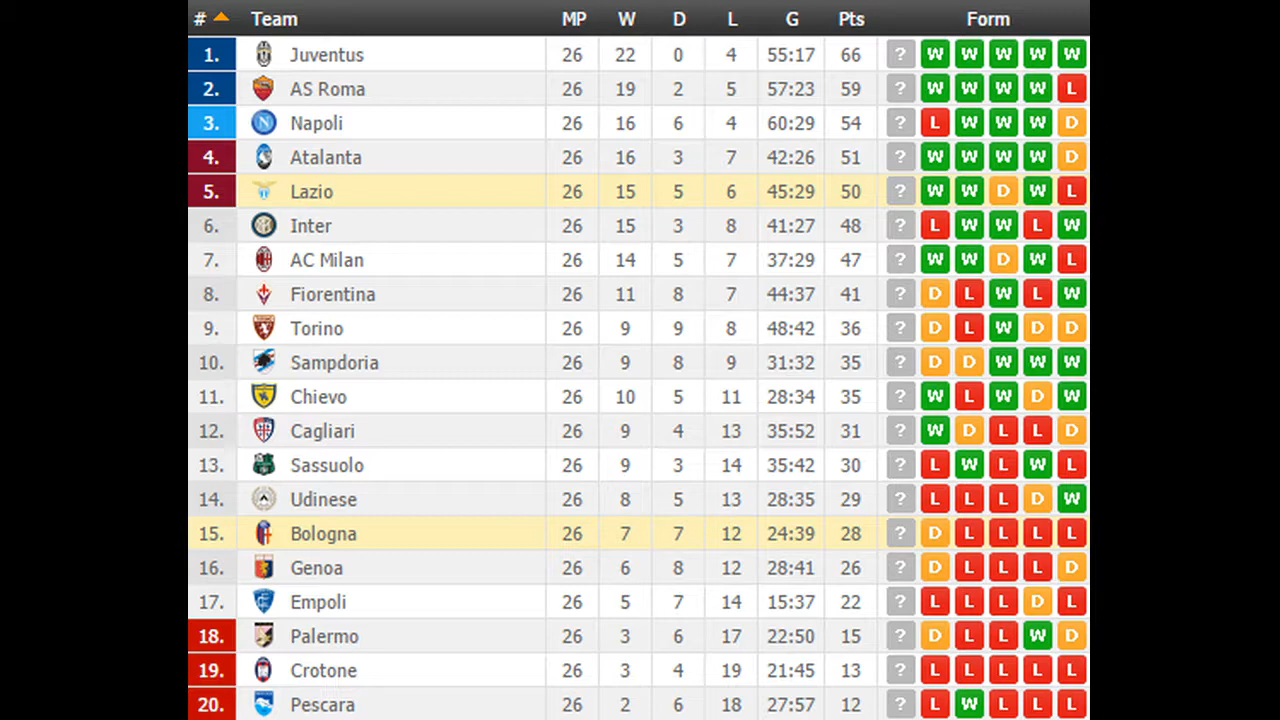 # Team MP W D L G Pts Form
1. Juventus 26 22 0 4 55:17 66 ? W W W W W
2. AS Roma 26 19 2 5 57:23 59 ? W W W W L
3. Napoli 26 16 6 4 60:29 54 ? L W W W D
4. Atalanta 26 16 3 7 42:26 51 ? W W W W D
5. Lazio 26 15 5 6 45:29 50 ? W W D W L
6. Inter 26 15 3 8 41:27 48 ? L W W L W
7. AC Milan 26 14 5 7 37:29 47 ? W W D W L
8. Fiorentina 26 11 8 7 44:37 41 ? D L W L W
9. Torino 26 9 9 8 48:42 36 ? D L W D D
10. Sampdoria 26 9 8 9 31:32 35 ? D D W W W
11. Chievo 26 10 5 11 28:34 35 ? W L W D W
12. Cagliari 26 9 4 13 35:52 31 ? W D L L D
13. Sassuolo 26 9 3 14 35:42 30 ? L W L W L
14. Udinese 26 8 5 13 28:35 29 ? L L L D W
15. Bologna 26 7 7 12 24:39 28 ? D L L L L
16. Genoa 26 6 8 12 28:41 26 ? D L L L D
17. Empoli 26 5 7 14 15:37 22 ? L L L D L
18. Palermo 26 3 6 17 22:50 15 ? D L L W D
19. Crotone 26 3 4 19 21:45 13 ? L L L L L
20. Pescara 26 2 6 18 27:57 12 ? L W L L L